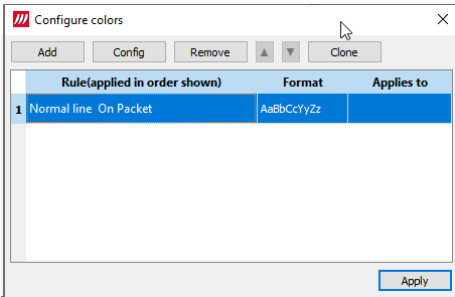 Configure colors
Add Config Remove Clone
Rule(applied in order shown) Format Applies to
1 Normal line On Packet AaBbCcYyZz
Apply